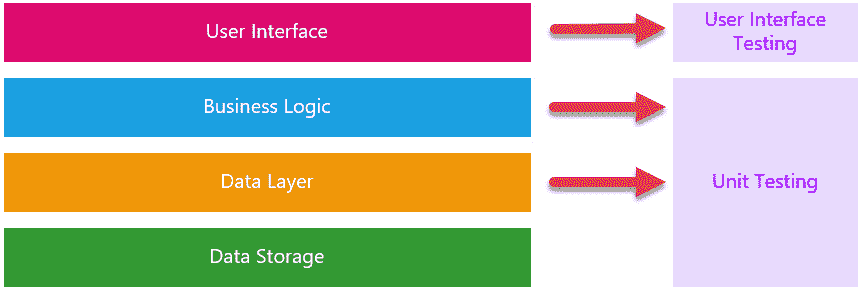 User Interface
User Interface
Testing
Business Logic
Data Layer
Unit Testing
Data Storage